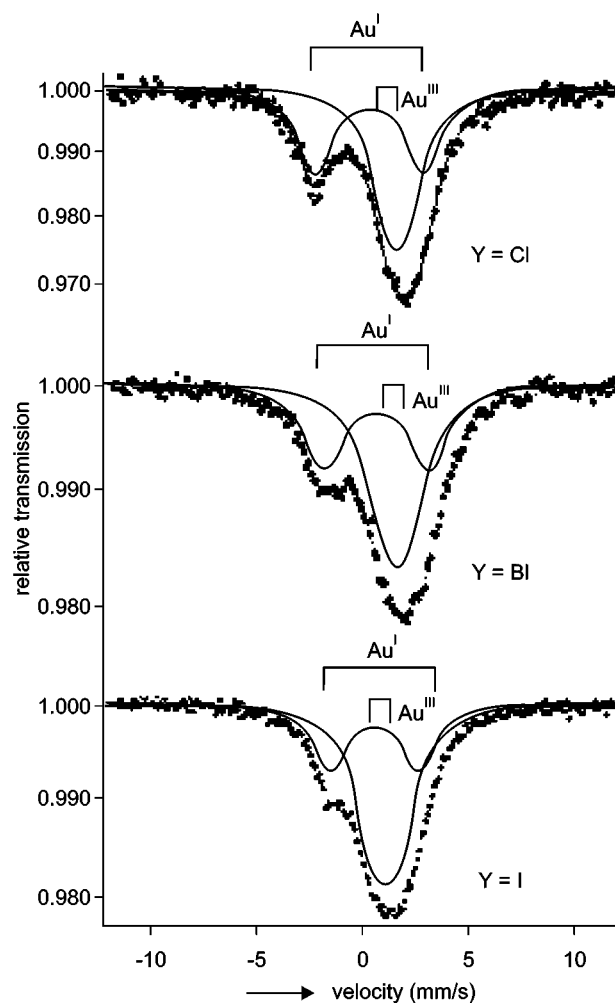 Au^I
1.000
Au^III
0.990
0.980
Y = Cl
0.970
Au^I
1.000
Au^III
0.990
Y = BI
0.980
Au^I
1.000
Au^III
0.990
Y = I
0.980
relative transmission
-10 -5 0 5 10
velocity (mm/s)